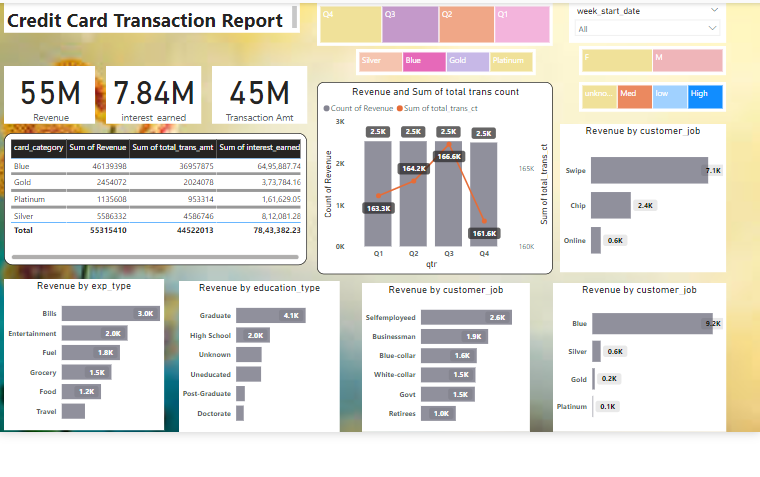 Credit Card Transaction Report
Q4 Q3 Q2 Q1
week_start_date
All
Silver Blue Gold Platinum
F M
unkno... Med low High
55M
Revenue
7.84M
interest_earned
45M
Transaction Amt
card_category Sum of Revenue Sum of total_trans_amt Sum of interest_earned
Blue 46139398 36957875 64,95,887.74
Gold 2454072 2024078 3,73,784.16
Platinum 1135608 953314 1,61,629.05
Silver 5586332 4586746 8,12,081.28
Total 55315410 44522013 78,43,382.23
Revenue and Sum of total trans count
Count of Revenue Sum of total_trans_ct
Count of Revenue
3K
2K
1K
0K
2.5K 2.5K 2.5K 2.5K
163.3K 164.2K 166.6K 161.6K
165K
160K
Sum of total_trans_ct
Q1 Q2 Q3 Q4
qtr
Revenue by customer_job
Swipe 7.1K
Chip 2.4K
Online 0.6K
Revenue by exp_type
Bills 3.0K
Entertainment 2.0K
Fuel 1.8K
Grocery 1.5K
Food 1.2K
Travel
Revenue by education_type
Graduate 4.1K
High School 2.0K
Unknown
Uneducated
Post-Graduate
Doctorate
Revenue by customer_job
Selfemployeed 2.6K
Businessman 1.9K
Blue-collar 1.6K
White-collar 1.5K
Govt 1.5K
Retirees 1.0K
Revenue by customer_job
Blue 9.2K
Silver 0.6K
Gold 0.2K
Platinum 0.1K